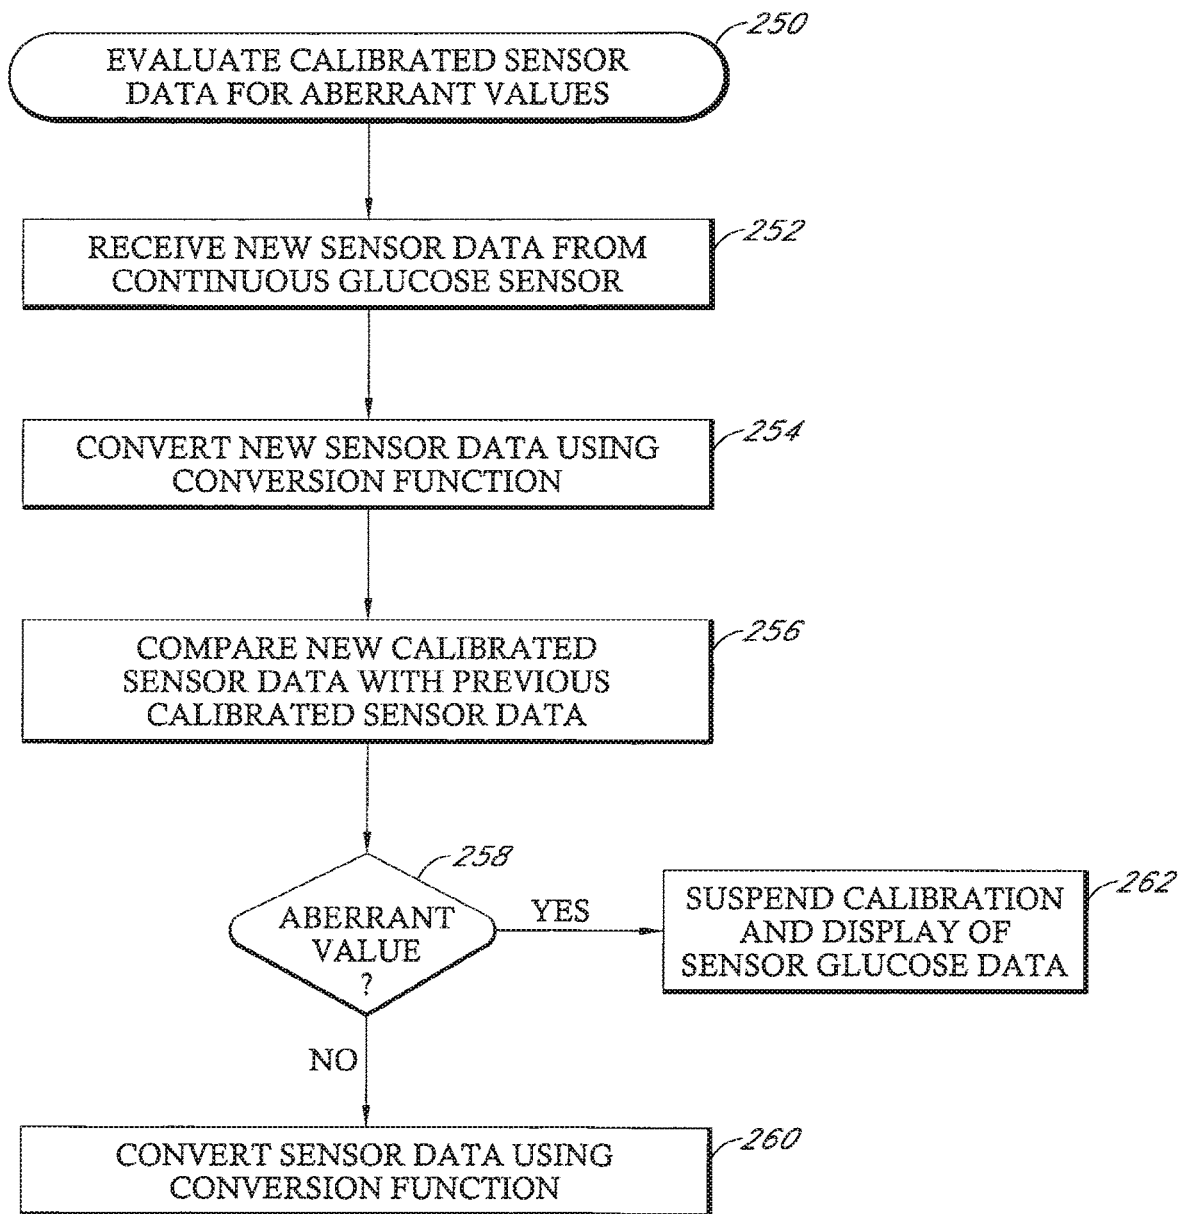 250
EVALUATE CALIBRATED SENSOR
DATA FOR ABERRANT VALUES
252
RECEIVE NEW SENSOR DATA FROM
CONTINUOUS GLUCOSE SENSOR
254
CONVERT NEW SENSOR DATA USING
CONVERSION FUNCTION
256
COMPARE NEW CALIBRATED
SENSOR DATA WITH PREVIOUS
CALIBRATED SENSOR DATA
258
ABERRANT
VALUE
?
YES
262
SUSPEND CALIBRATION
AND DISPLAY OF
SENSOR GLUCOSE DATA
NO
260
CONVERT SENSOR DATA USING
CONVERSION FUNCTION